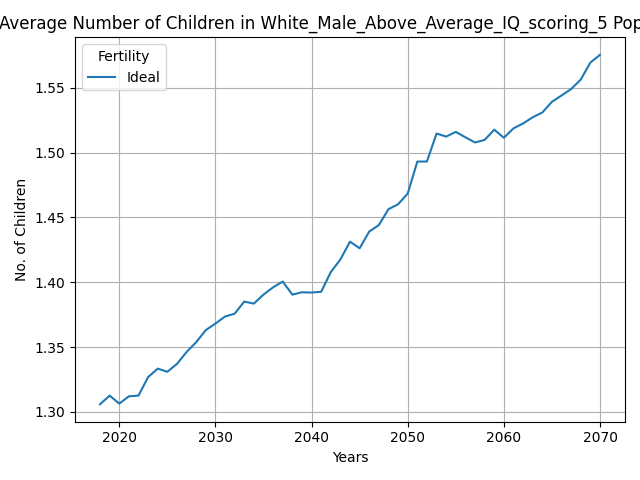 Average Number of Children in White_Male_Above_Average_IQ_scoring_5 Pop
Fertility
Ideal
No. of Children
1.55
1.50
1.45
1.40
1.35
1.30
2020 2030 2040 2050 2060 2070
Years